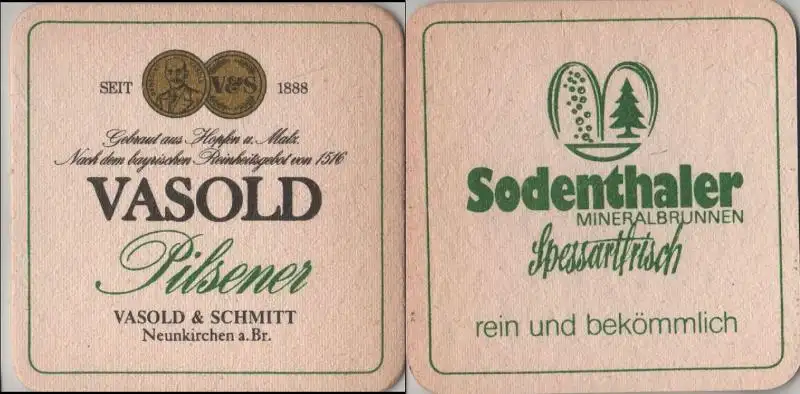 SEIT V&S 1888
Gebraut aus Hopfen u. Malz.
Nach dem bayrischen Reinheitsgebot von 1516
VASOLD
Pilsener
VASOLD & SCHMITT
Neunkirchen a. Br.
Sodenthaler
MINERALBRUNNEN
Spessartfrisch
rein und bekömmlich